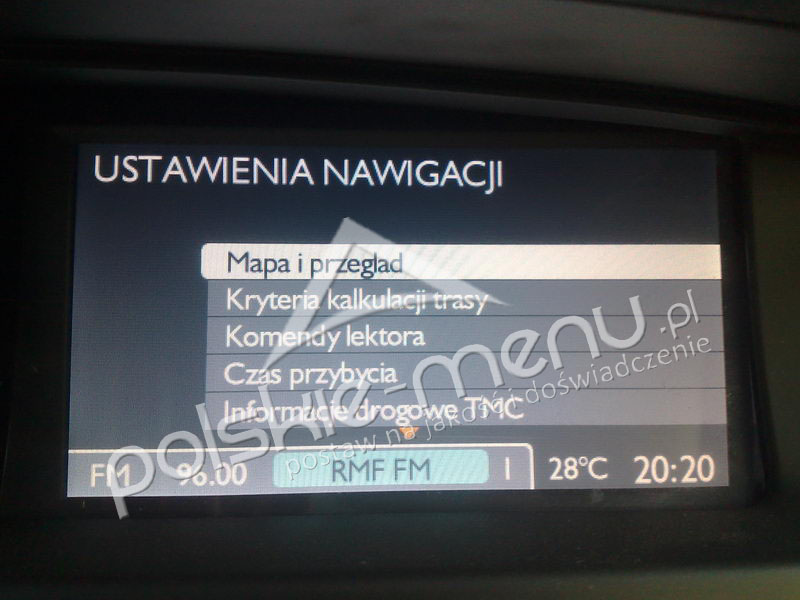 USTAWIENIA NAWIGACJI
Mapa i przeglad
Kryteria kalkulacji trasy
Komendy lektora
Czas przybycia
Informacje drogowe TMC
polskie-menu.pl
postaw na jakość i doświadczenie
FM 96.00 RMF FM I 28°C 20:20